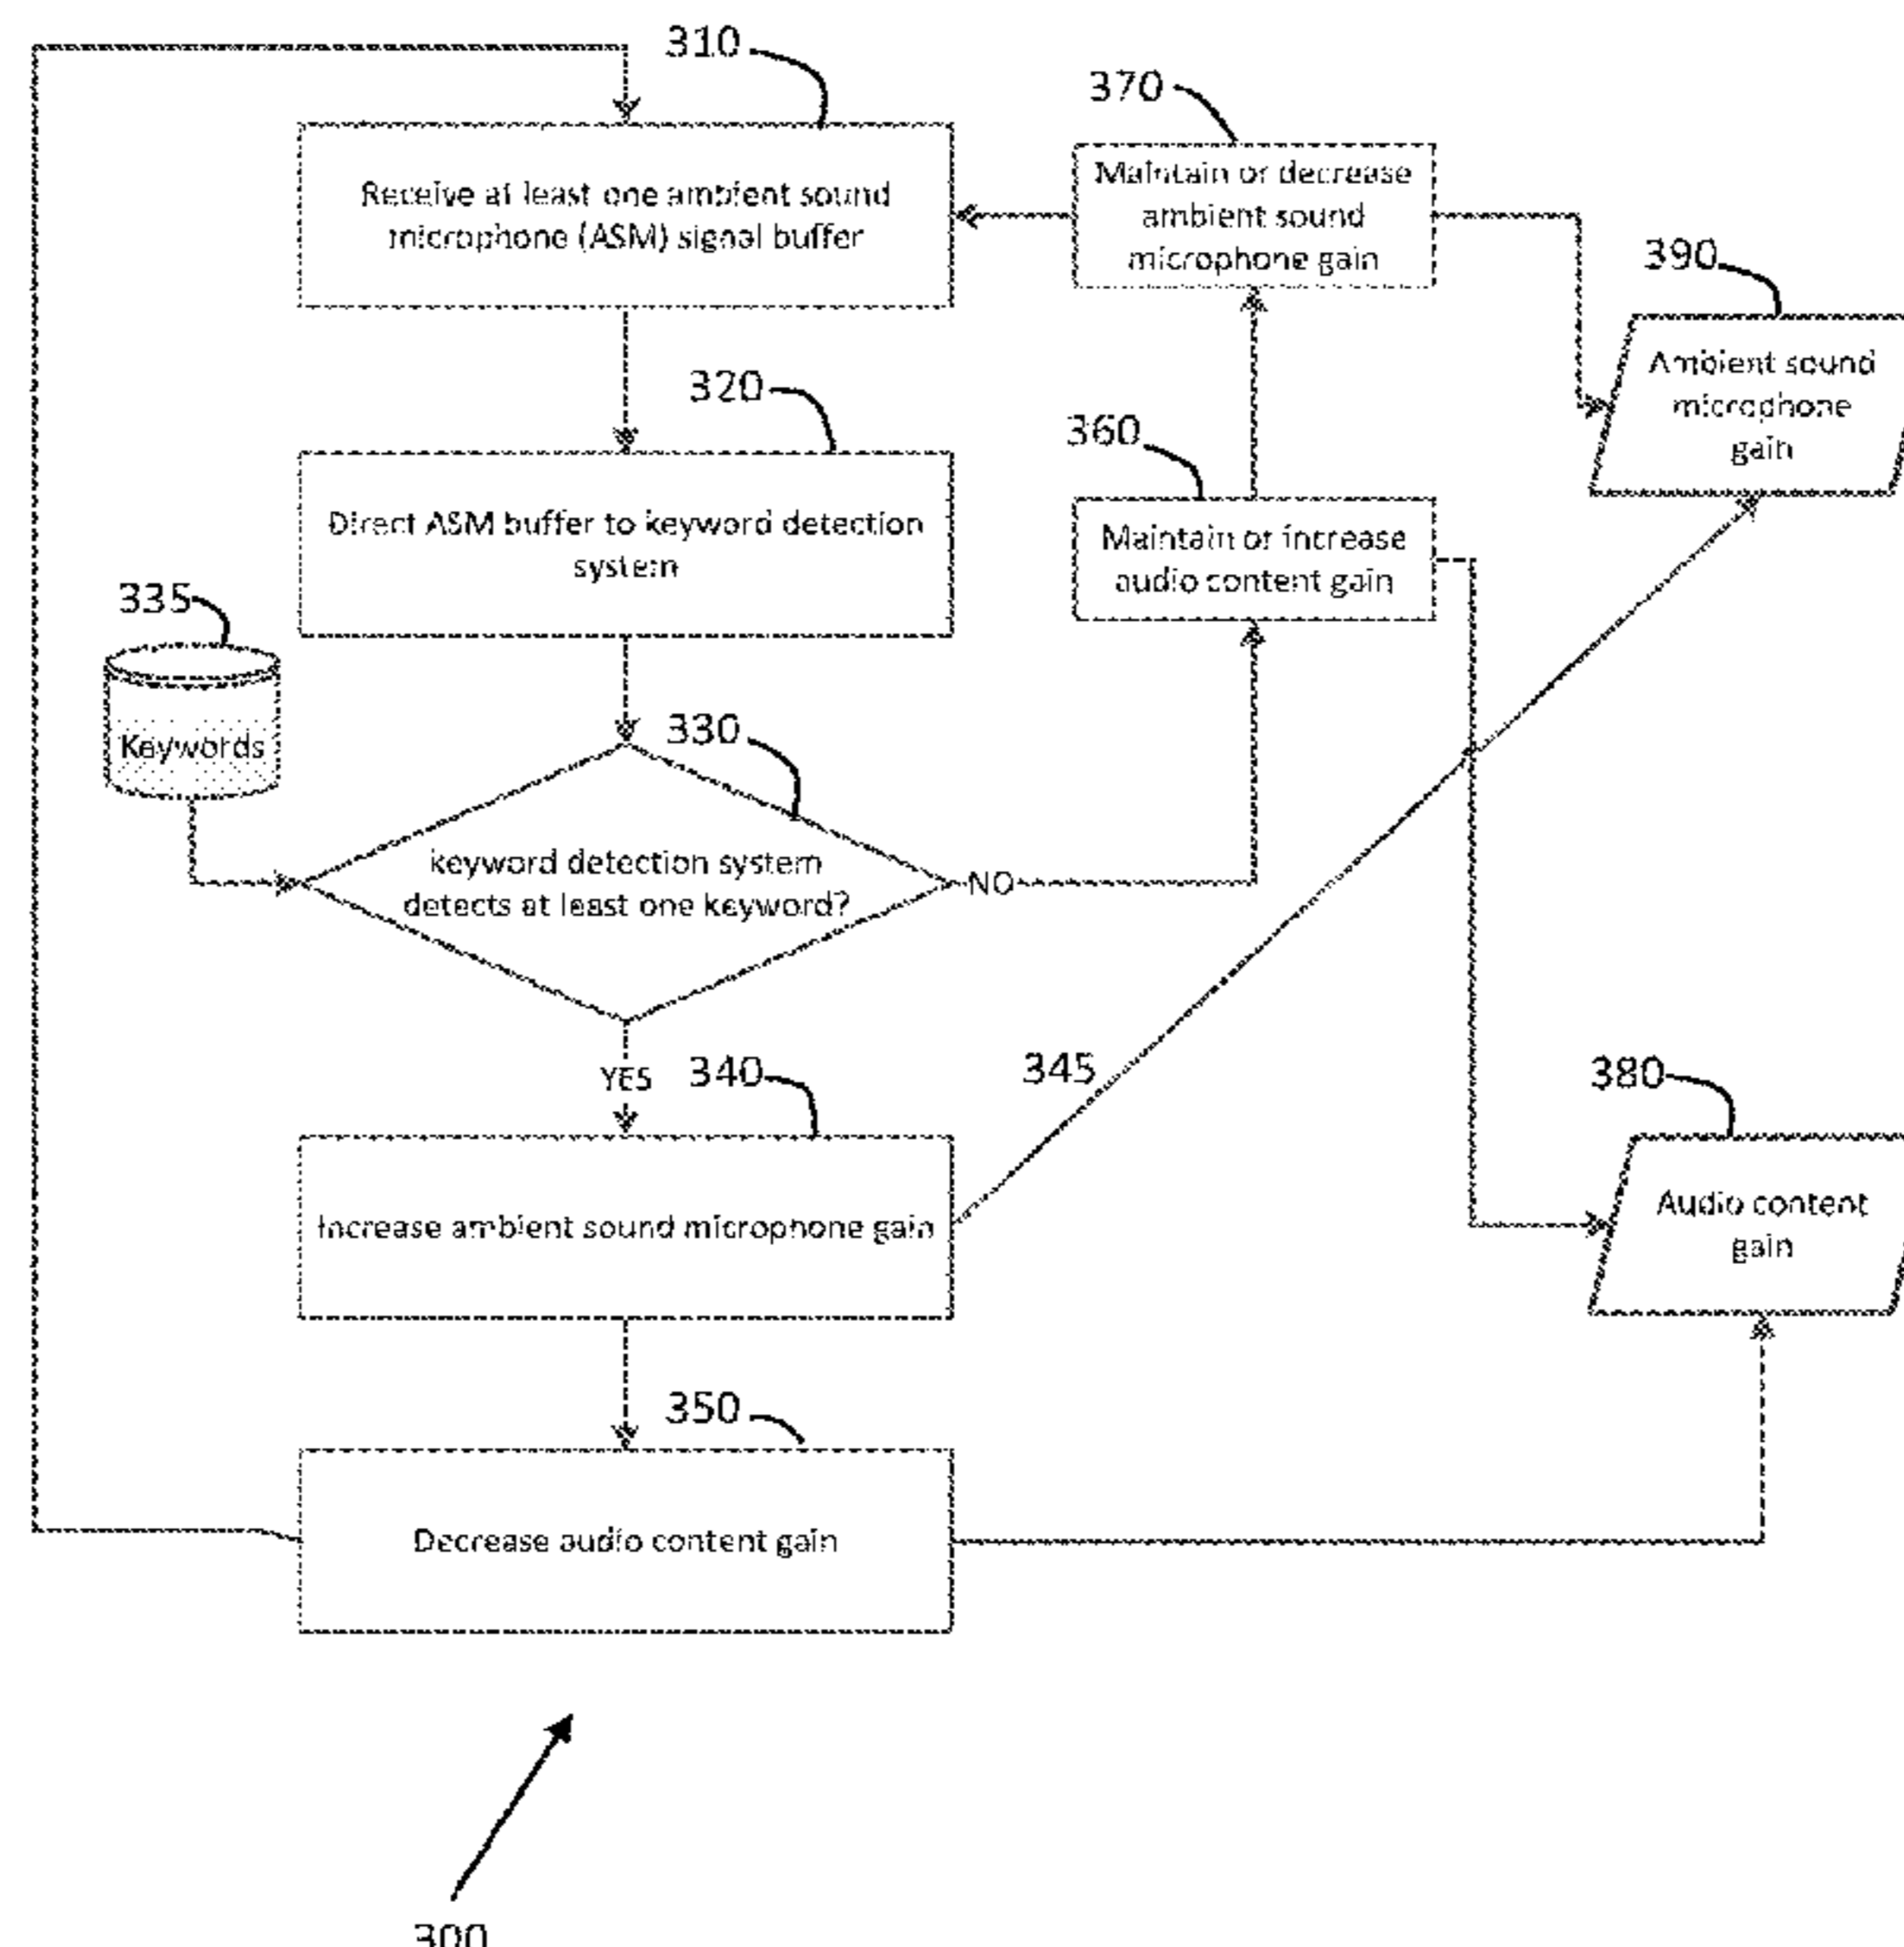 310
Receive at least one ambient sound
microphone (ASM) signal buffer
370
Maintain or decrease
ambient sound
microphone gain
390
Ambient sound
microphone
gain
320
Direct ASM buffer to keyword detection
system
360
Maintain or increase
audio content gain
335
Keywords
330
keyword detection system
detects at least one keyword?
NO
YES
340
345
Increase ambient sound microphone gain
380
Audio content
gain
350
Decrease audio content gain
300